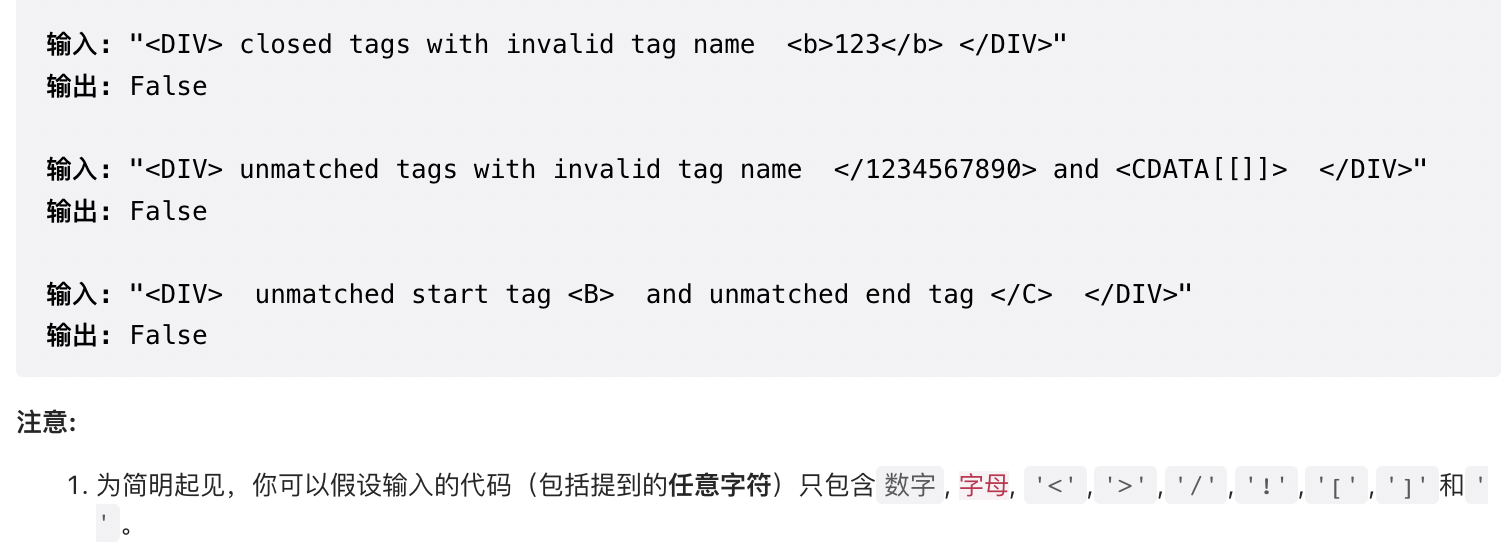 输入: "<DIV> closed tags with invalid tag name  <b>123</b> </DIV>"
输出: False
输入: "<DIV> unmatched tags with invalid tag name  </1234567890> and <CDATA[[]]>  </DIV>"
输出: False
输入: "<DIV>  unmatched start tag <B>  and unmatched end tag </C>  </DIV>"
输出: False
注意:
1. 为简明起见，你可以假设输入的代码（包括提到的任意字符）只包含 数字 , 字母, '<' , '>' , '/' , '!' , '[' , ']' 和 '
' 。